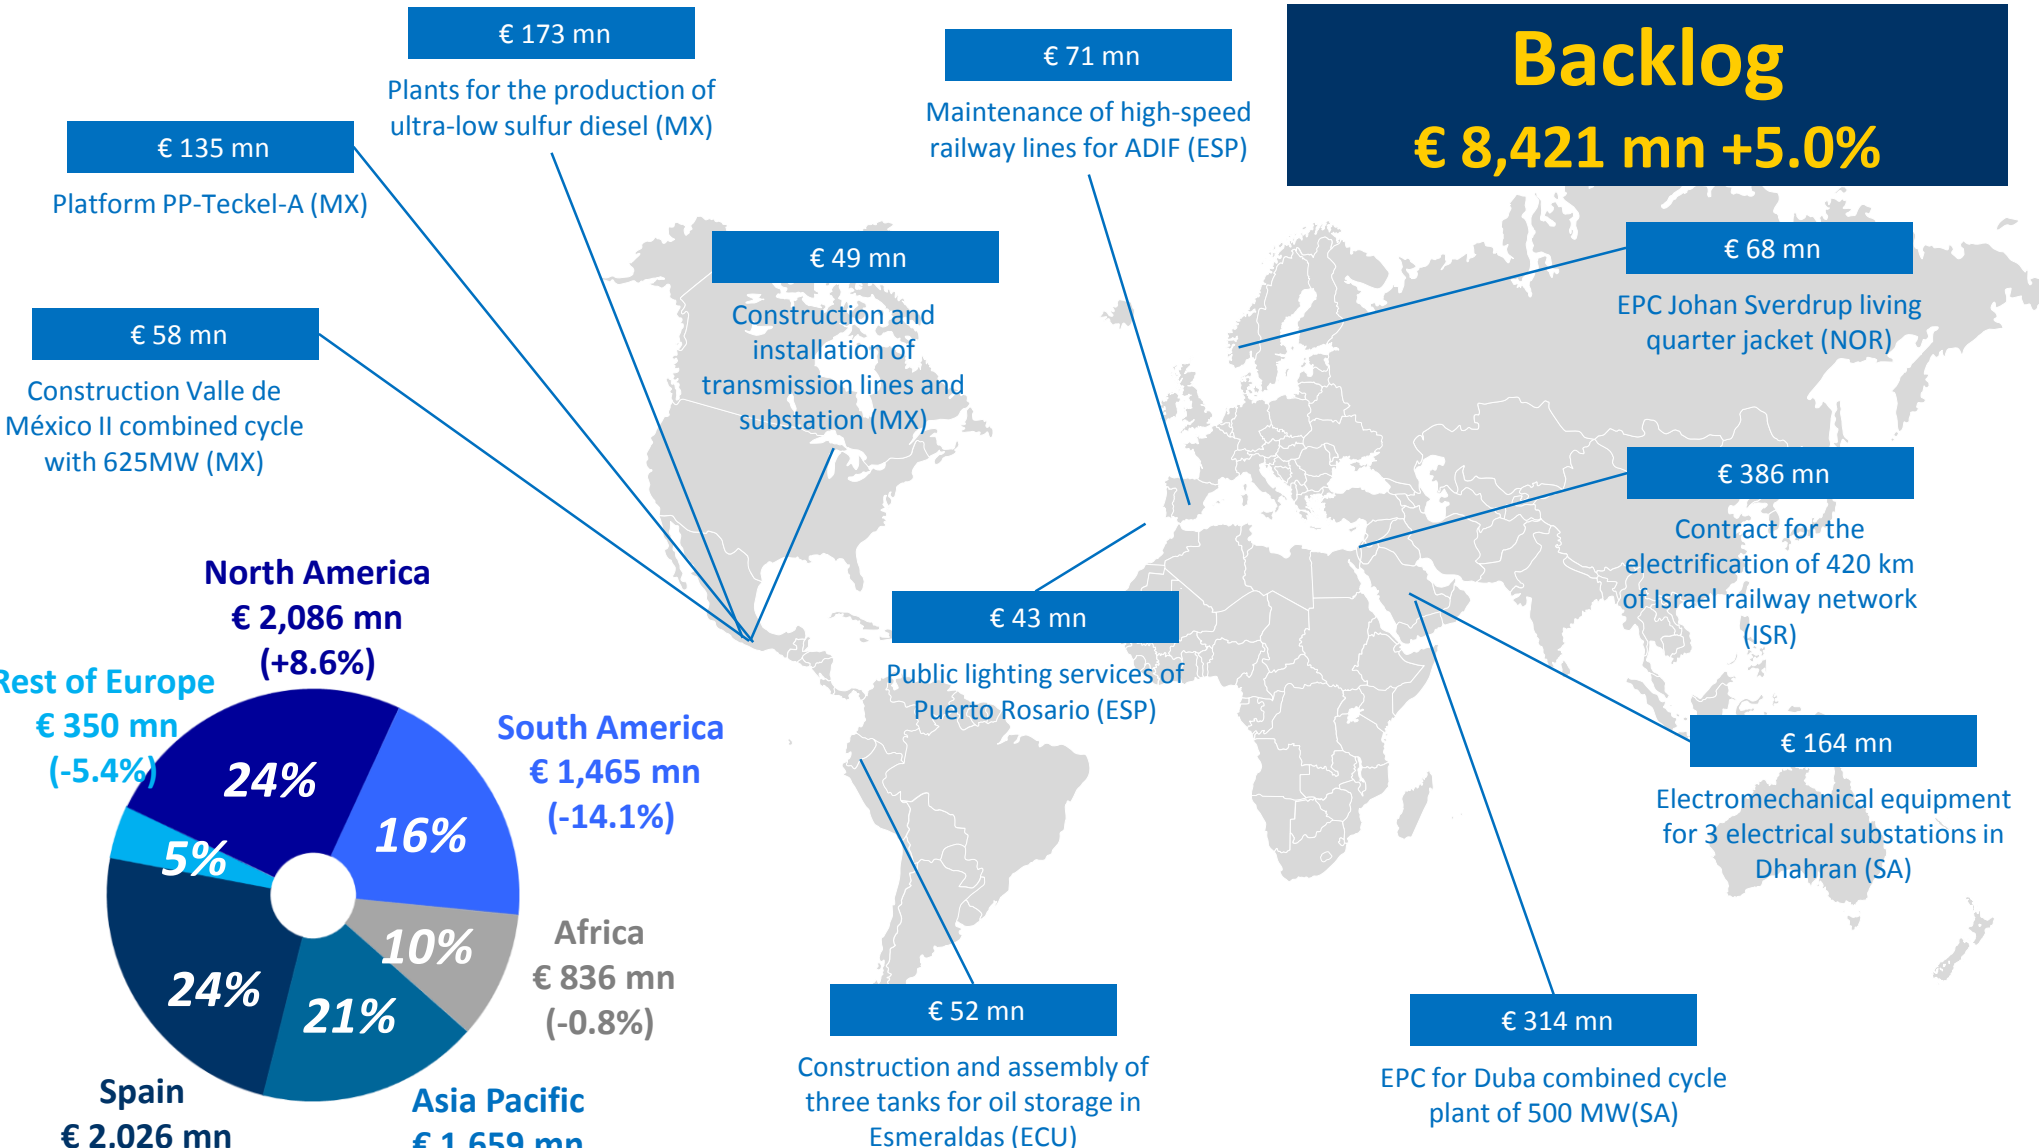 Backlog
€ 8,421 mn +5.0%
€ 173 mn
Plants for the production of
ultra-low sulfur diesel (MX)
€ 71 mn
Maintenance of high-speed
railway lines for ADIF (ESP)
€ 135 mn
Platform PP-Teckel-A (MX)
€ 49 mn
Construction and
installation of
transmission lines and
substation (MX)
€ 68 mn
EPC Johan Sverdrup living
quarter jacket (NOR)
€ 58 mn
Construction Valle de
México II combined cycle
with 625MW (MX)
€ 386 mn
Contract for the
electrification of 420 km
of Israel railway network
(ISR)
€ 43 mn
Public lighting services of
Puerto Rosario (ESP)
€ 164 mn
Electromechanical equipment
for 3 electrical substations in
Dhahran (SA)
€ 52 mn
Construction and assembly of
three tanks for oil storage in
Esmeraldas (ECU)
€ 314 mn
EPC for Duba combined cycle
plant of 500 MW(SA)
North America
€ 2,086 mn
(+8.6%)
Rest of Europe
€ 350 mn
(-5.4%)
South America
€ 1,465 mn
(-14.1%)
Africa
€ 836 mn
(-0.8%)
Asia Pacific
€ 1,659 mn
Spain
€ 2,026 mn
24%
16%
5%
10%
24%
21%